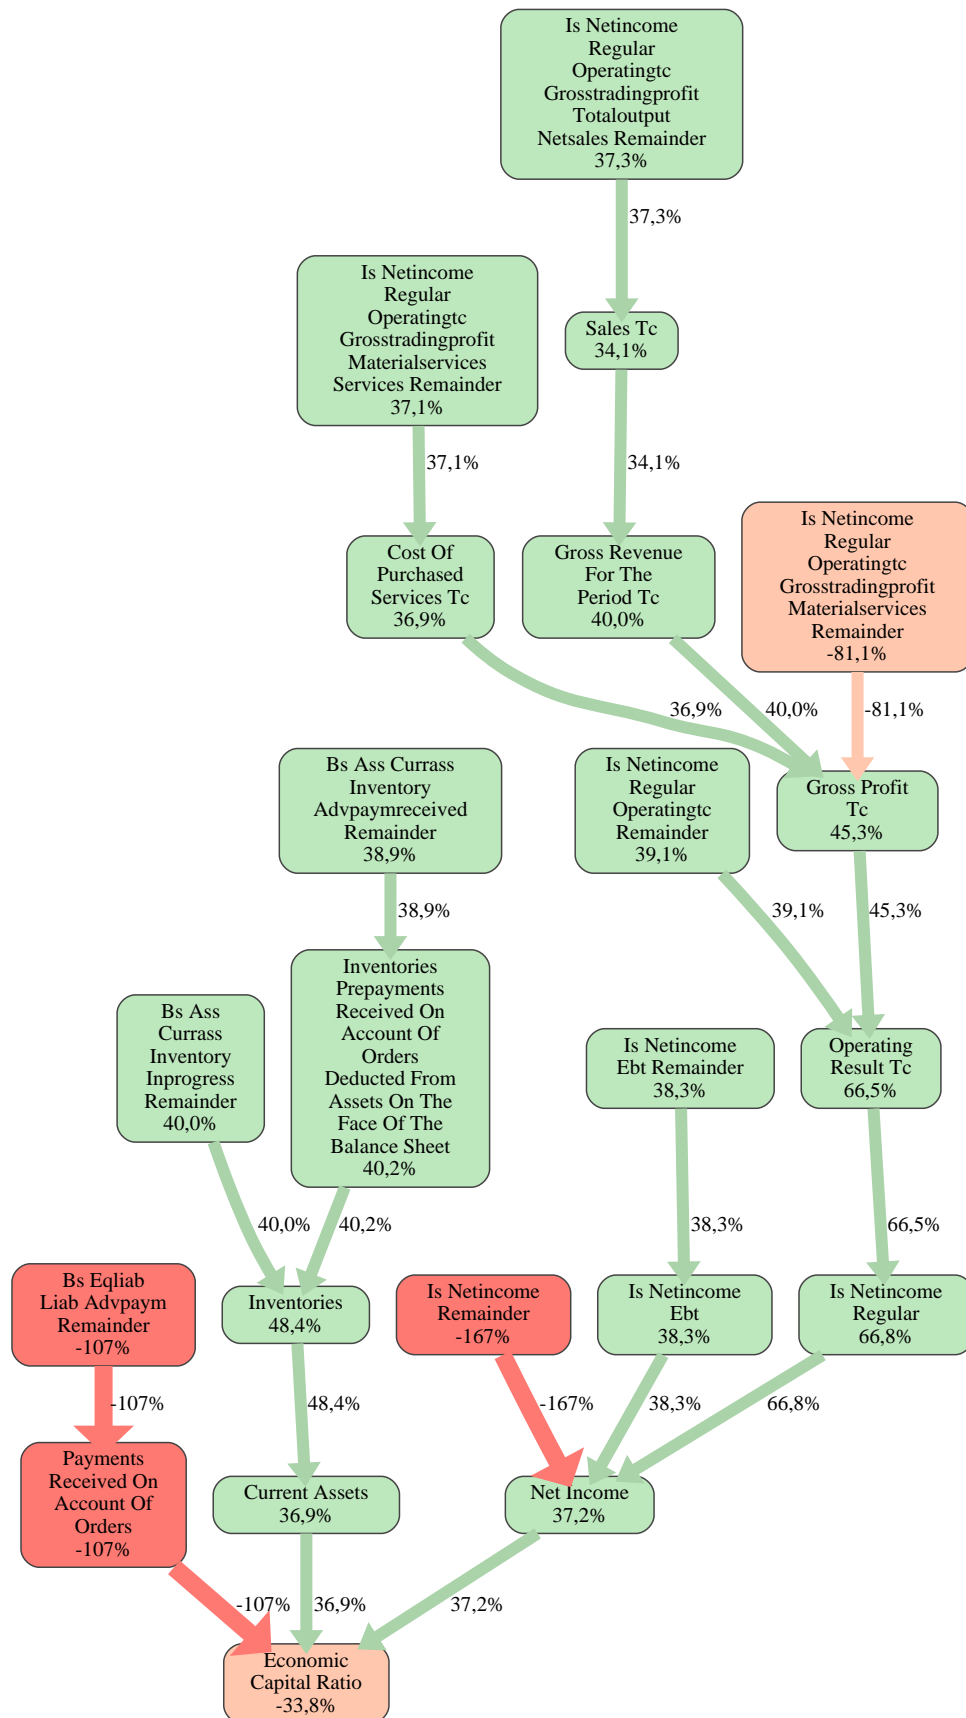 Is Netincome
Regular
Operatingtc
Grosstradingprofit
Totaloutput
Netsales Remainder
37,3%
37,3%
Is Netincome
Regular
Operatingtc
Grosstradingprofit
Materialservices
Services Remainder
37,1%
Sales Tc
34,1%
37,1%
34,1%
Is Netincome
Regular
Operatingtc
Grosstradingprofit
Materialservices
Remainder
-81,1%
Cost Of
Purchased
Services Tc
36,9%
Gross Revenue
For The
Period Tc
40,0%
36,9%
40,0%
-81,1%
Bs Ass Currass
Inventory
Advpaymreceived
Remainder
38,9%
Is Netincome
Regular
Operatingtc
Remainder
39,1%
Gross Profit
Tc
45,3%
38,9%
39,1%
45,3%
Inventories
Prepayments
Received On
Account Of
Orders
Deducted From
Assets On The
Face Of The
Balance Sheet
40,2%
Bs Ass
Currass
Inventory
Inprogress
Remainder
40,0%
Is Netincome
Ebt Remainder
38,3%
Operating
Result Tc
66,5%
40,0%
40,2%
38,3%
66,5%
Bs Eqliab
Liab Advpaym
Remainder
-107%
Inventories
48,4%
Is Netincome
Remainder
-167%
Is Netincome
Ebt
38,3%
Is Netincome
Regular
66,8%
-107%
48,4%
-167%
38,3%
66,8%
Payments
Received On
Account Of
Orders
-107%
Current Assets
36,9%
Net Income
37,2%
-107%
36,9%
37,2%
Economic
Capital Ratio
-33,8%